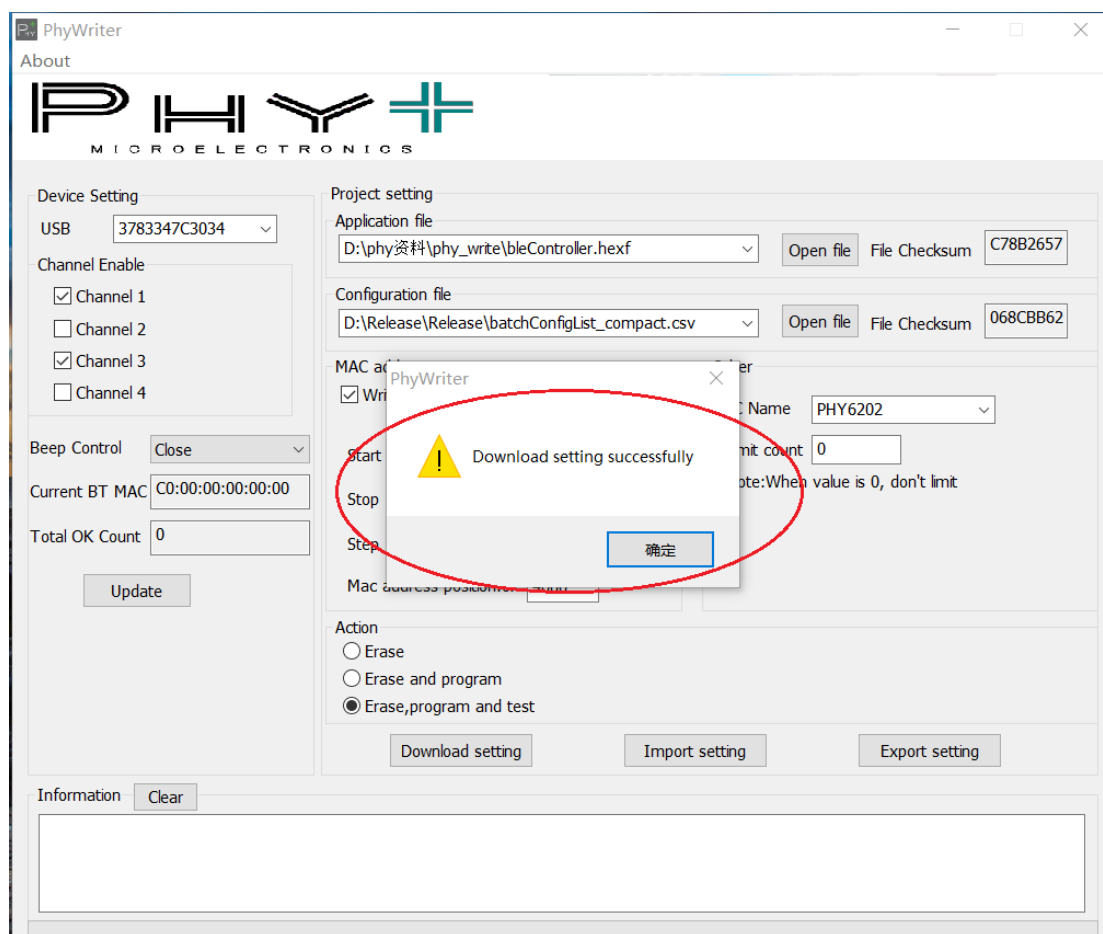 PhyWriter
About
PHY+
MICROELECTRONICS
Device Setting
USB 3783347C3034
Channel Enable
Channel 1
Channel 2
Channel 3
Channel 4
Beep Control Close
Current BT MAC C0:00:00:00:00:00
Total OK Count 0
Update
Project setting
Application file
D:\phy资料\phy_write\bleController.hexf Open file File Checksum C78B2657
Configuration file
D:\Release\Release\batchConfigList_compact.csv Open file File Checksum 068CBB62
MAC
Start
Stop
Step
Mac address
Name PHY6202
count 0
When value is 0, don't limit
PhyWriter
Download setting successfully
确定
Action
Erase
Erase and program
Erase,program and test
Download setting Import setting Export setting
Information Clear